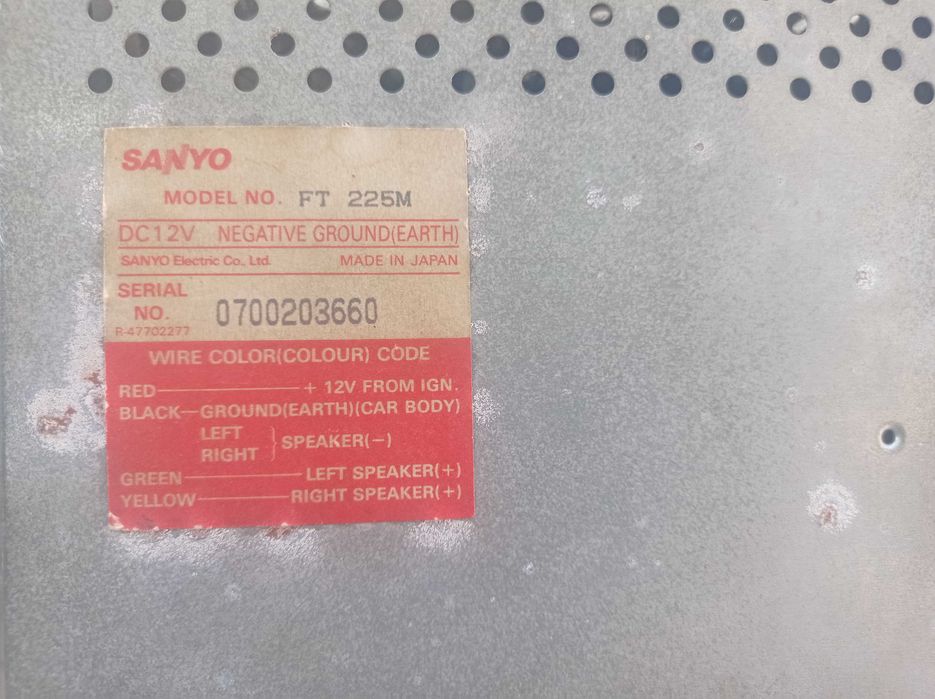 SANYO
MODEL NO. FT 225M
DC12V NEGATIVE GROUND(EARTH)
SANYO Electric Co., Ltd. MADE IN JAPAN
SERIAL
NO. 0700203660
R-47702277
WIRE COLOR(COLOUR) CODE
RED + 12V FROM IGN.
BLACK—GROUND(EARTH)(CAR BODY)
LEFT
RIGHT } SPEAKER(−)
GREEN LEFT SPEAKER(+)
YELLOW RIGHT SPEAKER(+)